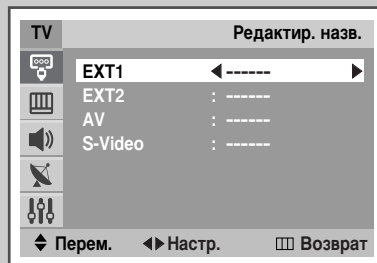 TV Редактир. назв.
EXT1 ◀ ------ ▶
EXT2 : ------
AV : ------
S-Video : ------
Перем. Настр. Возврат